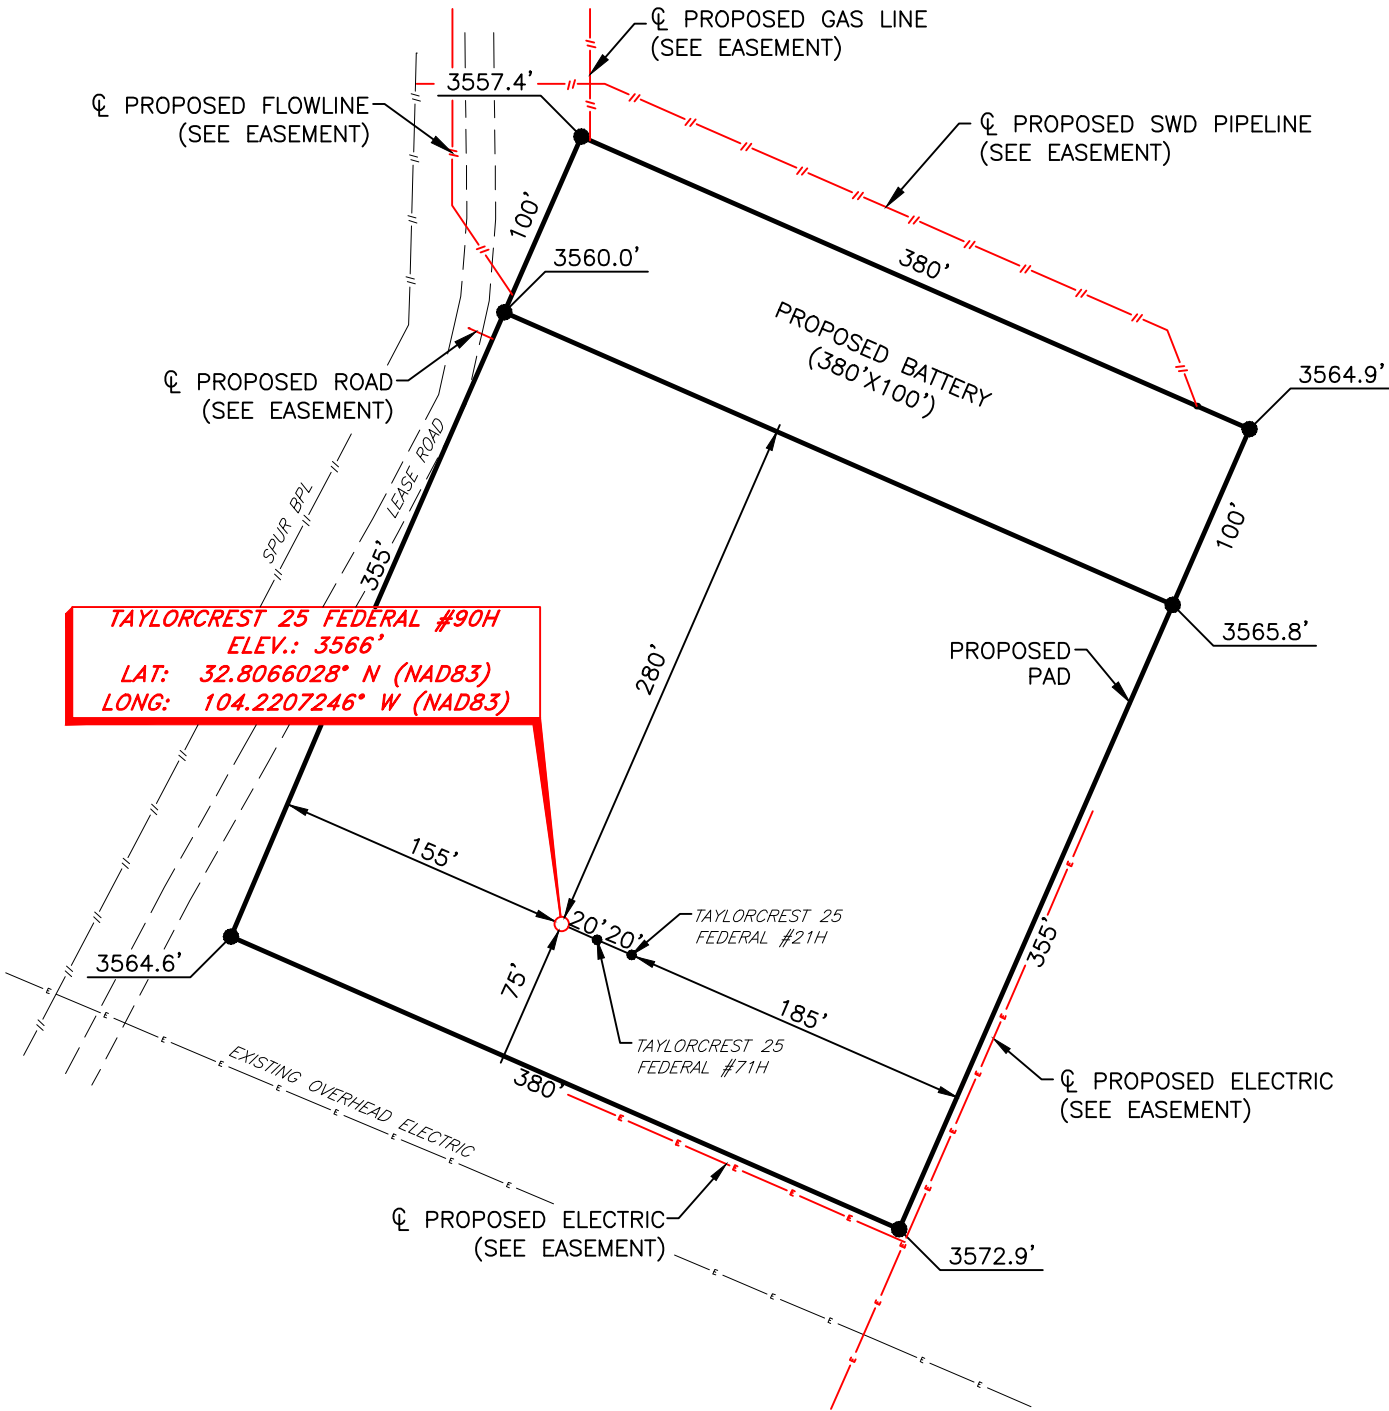 ℄ PROPOSED GAS LINE
(SEE EASEMENT)
3557.4'
℄ PROPOSED FLOWLINE
(SEE EASEMENT)
℄ PROPOSED SWD PIPELINE
(SEE EASEMENT)
100'
3560.0'
380'
PROPOSED BATTERY
(380'X100')
℄ PROPOSED ROAD
(SEE EASEMENT)
3564.9'
LEASE ROAD
SPUR BPL
100'
355'
TAYLORCREST 25 FEDERAL #90H
ELEV.: 3566'
LAT: 32.8066028° N (NAD83)
LONG: 104.2207246° W (NAD83)
3565.8'
PROPOSED
PAD
280'
155'
20'
20'
TAYLORCREST 25
FEDERAL #21H
355'
3564.6'
75'
185'
TAYLORCREST 25
FEDERAL #71H
EXISTING OVERHEAD ELECTRIC
380'
℄ PROPOSED ELECTRIC
(SEE EASEMENT)
℄ PROPOSED ELECTRIC
(SEE EASEMENT)
3572.9'